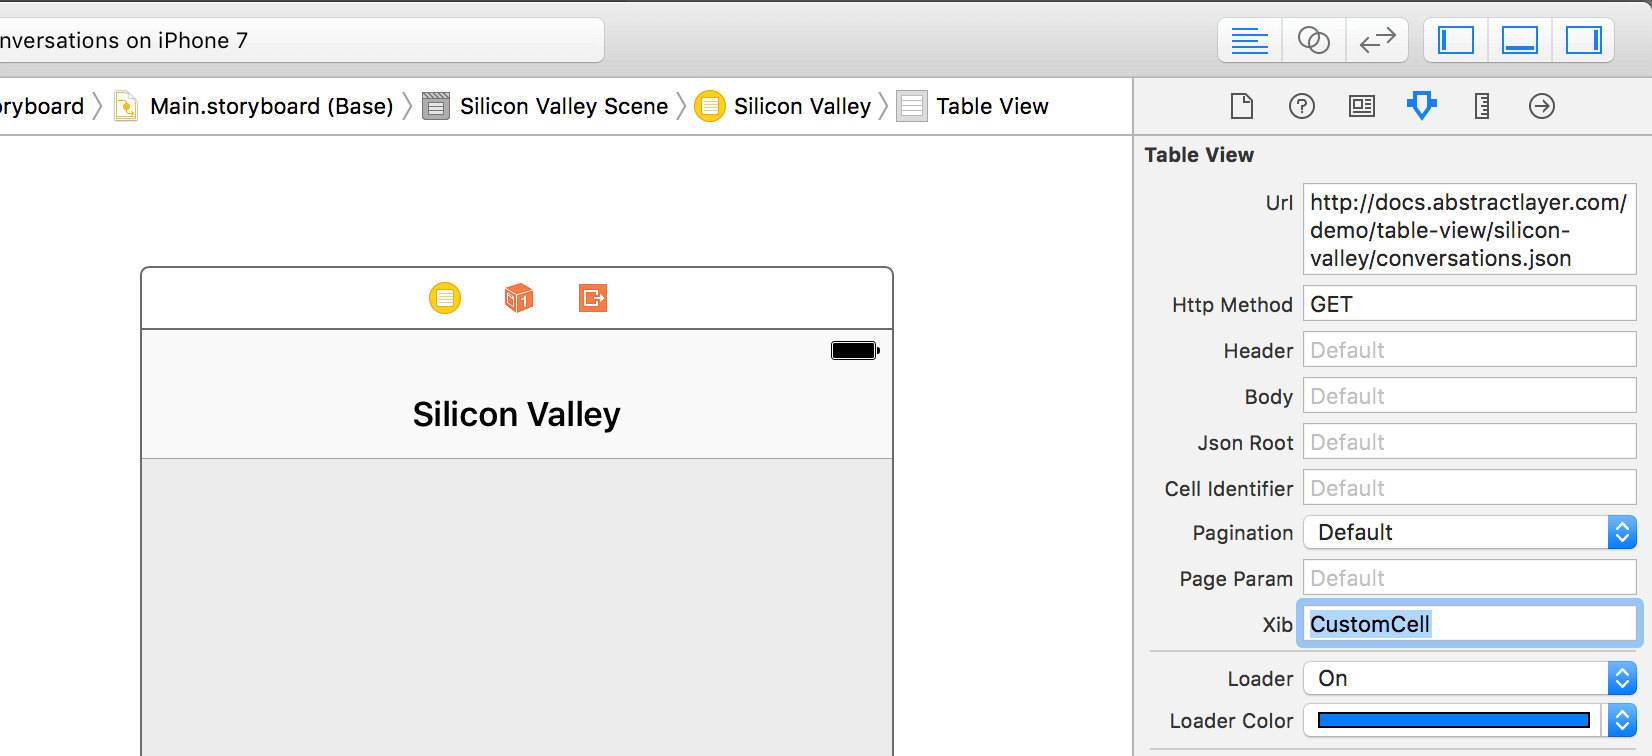 nversations on iPhone 7
oryboard
Main.storyboard (Base)
Silicon Valley Scene
Silicon Valley
Table View
Silicon Valley
Table View
Url
http://docs.abstractlayer.com/
demo/table-view/silicon-
valley/conversations.json
Http Method GET
Header Default
Body Default
Json Root Default
Cell Identifier Default
Pagination Default
Page Param Default
Xib CustomCell
Loader On
Loader Color